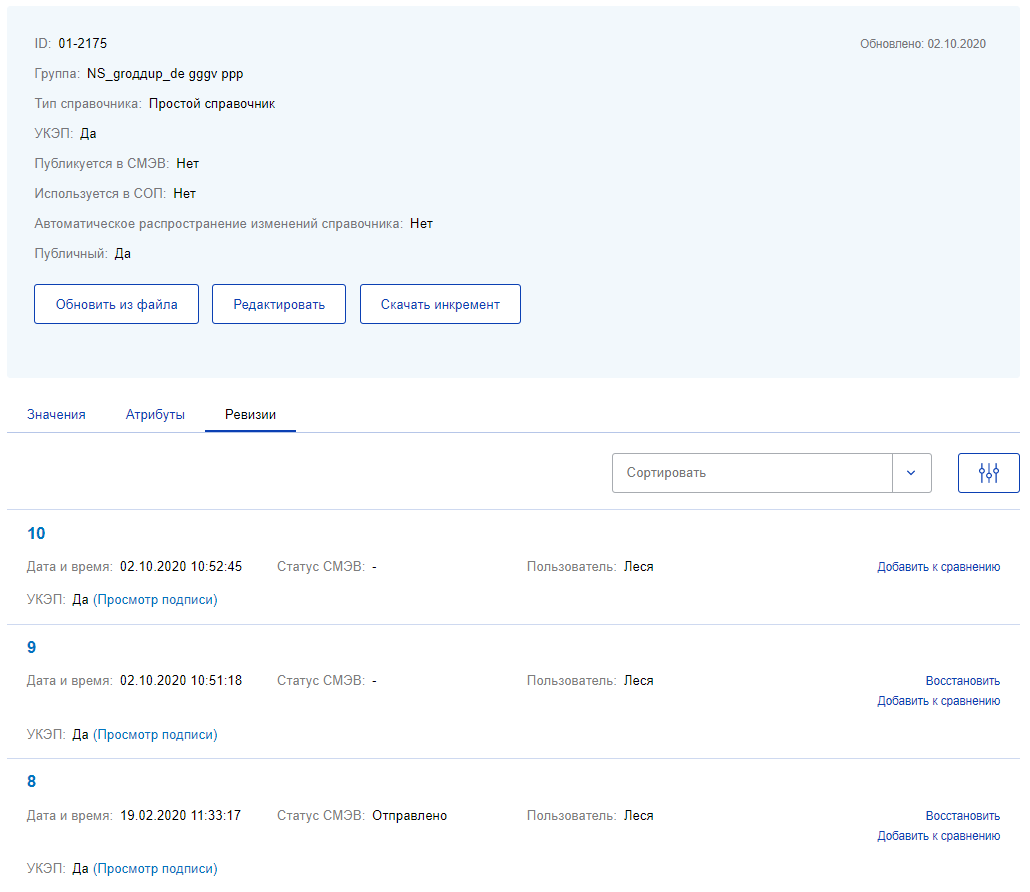 ID: 01-2175 Обновлено: 02.10.2020
Группа: NS_groддup_de gggv ppp
Тип справочника: Простой справочник
УКЭП: Да
Публикуется в СМЭВ: Нет
Используется в СОП: Нет
Автоматическое распространение изменений справочника: Нет
Публичный: Да
Обновить из файла Редактировать Скачать инкремент
Значения Атрибуты Ревизии
Сортировать
10
Дата и время: 02.10.2020 10:52:45 Статус СМЭВ: - Пользователь: Леся Добавить к сравнению
УКЭП: Да (Просмотр подписи)
9
Дата и время: 02.10.2020 10:51:18 Статус СМЭВ: - Пользователь: Леся Восстановить
Добавить к сравнению
УКЭП: Да (Просмотр подписи)
8
Дата и время: 19.02.2020 11:33:17 Статус СМЭВ: Отправлено Пользователь: Леся Восстановить
Добавить к сравнению
УКЭП: Да (Просмотр подписи)